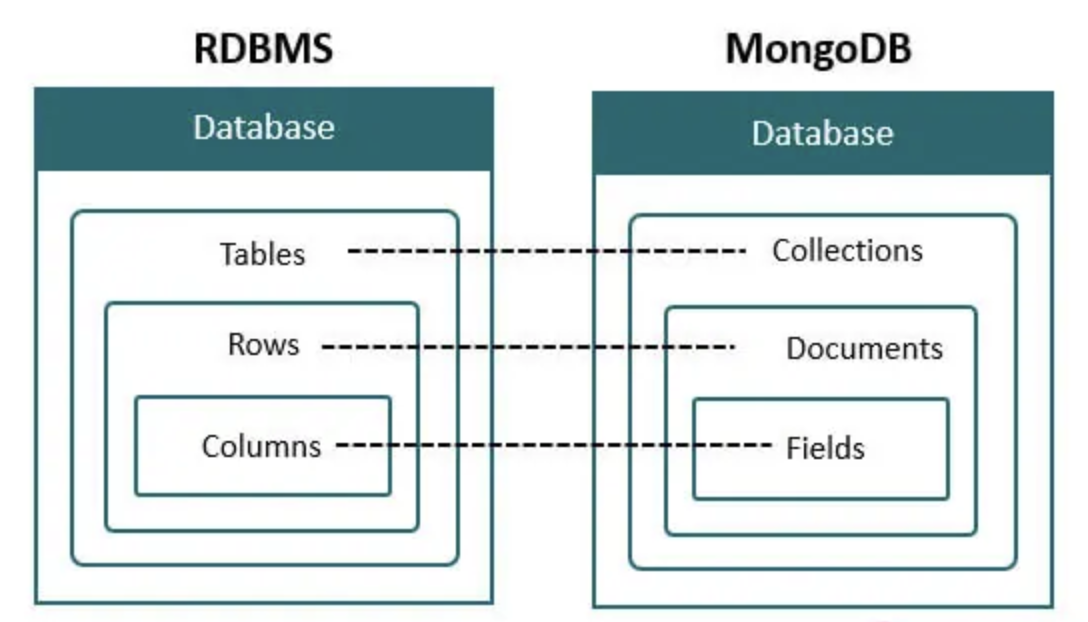 RDBMS
MongoDB
Database
Database
Tables
Collections
Rows
Documents
Columns
Fields